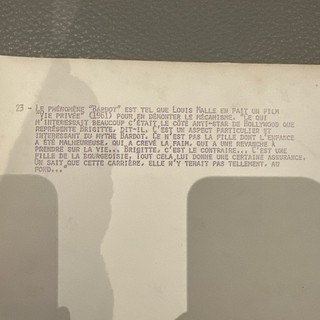 23 - LE PHÉNOMÈNE "BARDOT" EST TEL QUE LOUIS MALLE EN FAIT UN FILM
"VIE PRIVÉE" (1961) POUR EN DÉMONTER LE MÉCANISME. "CE QUI
M'INTERESSAIT BEAUCOUP C'ÉTAIT LE CÔTÉ ANTI-STAR DE HOLLYWOOD QUE
REPRÉSENTE BRIGITTE, DIT-IL. C'EST UN ASPECT PARTICULIER ET
INTERESSANT DU MYTHE BARDOT. CE N'EST PAS LA FILLE DONT L'ENFANCE
A ÉTÉ MALHEUREUSE, QUI A CREVÉ LA FAIM, QUI A UNE REVANCHE À
PRENDRE SUR LA VIE... BRIGITTE, C'EST LE CONTRAIRE... C'EST UNE
FILLE DE LA BOURGEOISIE. TOUT CELA LUI DONNE UNE CERTAINE ASSURANCE.
ON SAIT QUE CETTE CARRIÈRE, ELLE N'Y TENAIT PAS TELLEMENT, AU
FOND...